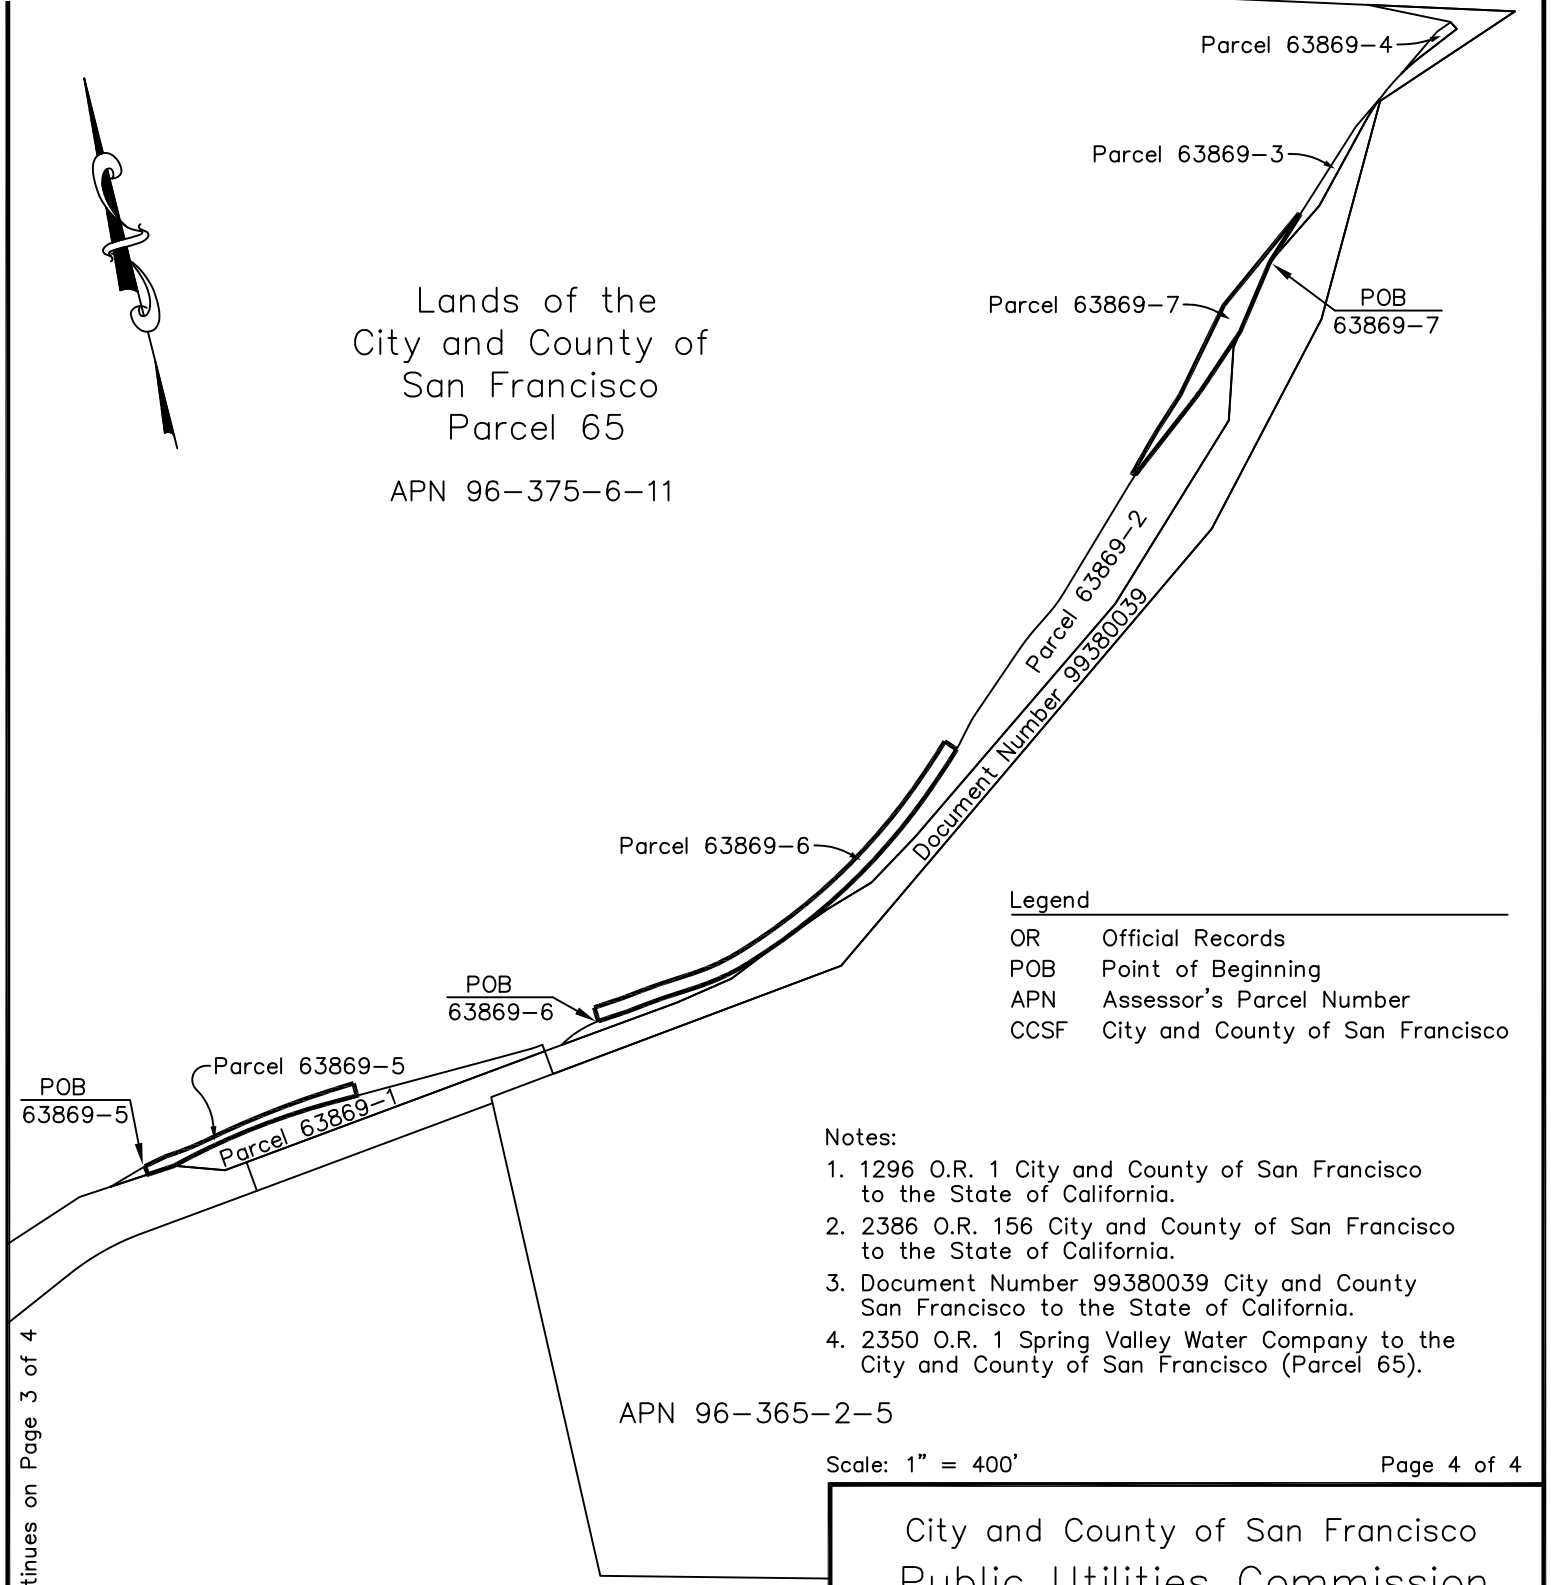 Parcel 63869-4
Parcel 63869-3
Parcel 63869-7
POB
63869-7
Lands of the
City and County of
San Francisco
Parcel 65
APN 96-375-6-11
Parcel 63869-2
Document Number 99380039
Parcel 63869-6
POB
63869-6
Parcel 63869-5
POB
63869-5
Parcel 63869-1
Legend
OR Official Records
POB Point of Beginning
APN Assessor's Parcel Number
CCSF City and County of San Francisco
Notes:
1. 1296 O.R. 1 City and County of San Francisco
to the State of California.
2. 2386 O.R. 156 City and County of San Francisco
to the State of California.
3. Document Number 99380039 City and County
San Francisco to the State of California.
4. 2350 O.R. 1 Spring Valley Water Company to the
City and County of San Francisco (Parcel 65).
APN 96-365-2-5
tinues on Page 3 of 4
Scale: 1" = 400'
Page 4 of 4
City and County of San Francisco
Public Utilities Commission